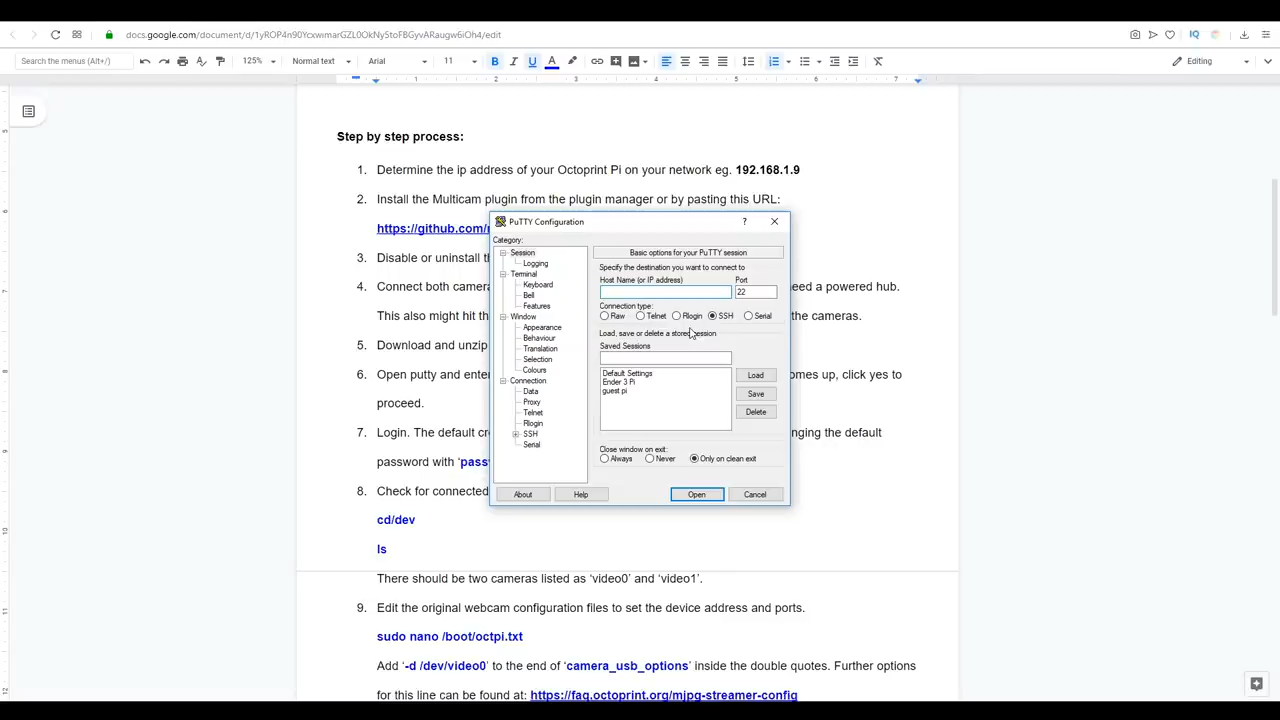 docs.google.com/document/d/1yROP4n90YcxwmarGZL0OkNy5toFBGyvARaugw6iOh4/edit
IQ
Search the menus (Alt+/)
125%
Normal text
Arial
11
B
I
U
A
Editing
1 2 3 4 5 6 7
Step by step process:
1. Determine the ip address of your Octoprint Pi on your network eg. 192.168.1.9
2. Install the Multicam plugin from the plugin manager or by pasting this URL:
https://github.com/
3. Disable or uninstall
4. Connect both eed a powered hub.
This also might hit the cameras.
5. Download and unzip
6. Open putty and omes up, click yes to
proceed.
7. Login. The default nging the default
password with
8. Check for connected
cd/dev
ls
There should be two cameras listed as ‘video0’ and ‘video1’.
9. Edit the original webcam configuration files to set the device address and ports.
sudo nano /boot/octpi.txt
Add ‘-d /dev/video0’ to the end of ‘camera_usb_options’ inside the double quotes. Further options
for this line can be found at: https://faq.octoprint.org/mjpg-streamer-config
PuTTY Configuration
?
Category:
Session
Logging
Terminal
Keyboard
Bell
Features
Window
Appearance
Behaviour
Translation
Selection
Colours
Connection
Data
Proxy
Telnet
Rlogin
SSH
Serial
Basic options for your PuTTY session
Specify the destination you want to connect to
Host Name (or IP address) Port
22
Connection type:
Raw Telnet Rlogin SSH Serial
Load, save or delete a stored session
Saved Sessions
Default Settings
Ender 3 Pi
guest pi
Load
Save
Delete
Close window on exit:
Always Never Only on clean exit
About Help Open Cancel